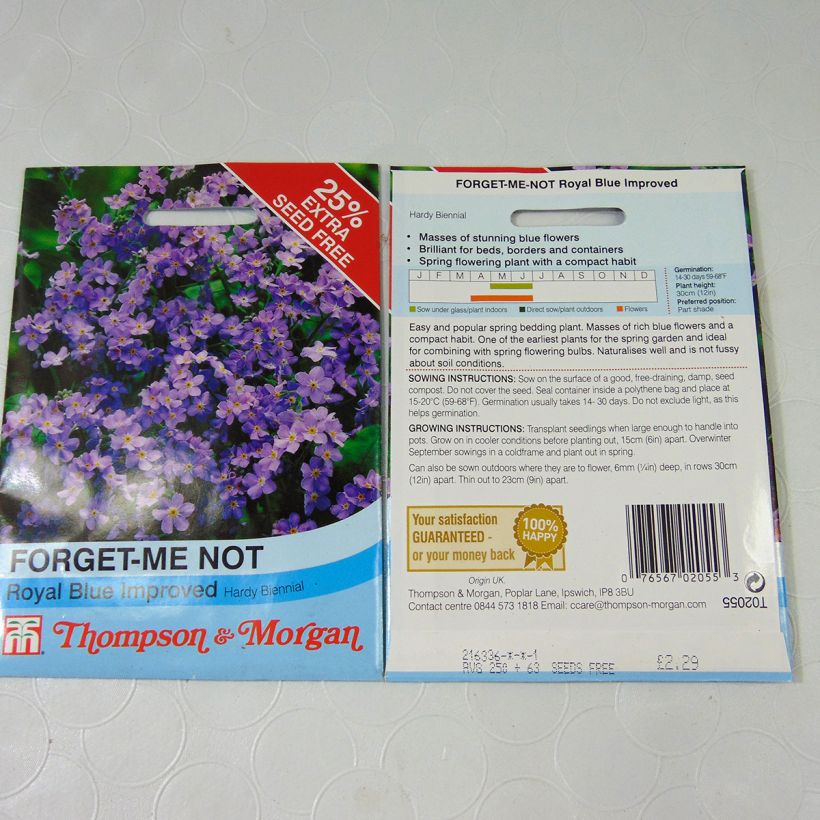 25%
EXTRA
SEED FREE
FORGET-ME NOT
Royal Blue Improved Hardy Biennial
Thompson & Morgan
FORGET-ME-NOT Royal Blue Improved
Hardy Biennial
• Masses of stunning blue flowers
• Brilliant for beds, borders and containers
• Spring flowering plant with a compact habit
J F M A M J J A S O N D
Sow under glass/plant indoors Direct sow/plant outdoors Flowers
Germination:
14-30 days 59-68°F
Plant height:
30cm (12in)
Preferred position:
Part shade
Easy and popular spring bedding plant. Masses of rich blue flowers and a
compact habit. One of the earliest plants for the spring garden and ideal
for combining with spring flowering bulbs. Naturalises well and is not fussy
about soil conditions.
SOWING INSTRUCTIONS: Sow on the surface of a good, free-draining, damp, seed
compost. Do not cover the seed. Seal container inside a polythene bag and place at
15-20°C (59-68°F). Germination usually takes 14- 30 days. Do not exclude light, as this
helps germination.
GROWING INSTRUCTIONS: Transplant seedlings when large enough to handle into
pots. Grow on in cooler conditions before planting out, 15cm (6in) apart. Overwinter
September sowings in a coldframe and plant out in spring.
Can also be sown outdoors where they are to flower, 6mm (¼in) deep, in rows 30cm
(12in) apart. Thin out to 23cm (9in) apart.
Your satisfaction
GUARANTEED -
or your money back
100%
HAPPY
0 76567 02055 3
Origin UK.
Thompson & Morgan, Poplar Lane, Ipswich, IP8 3BU
Contact centre 0844 573 1818 Email: ccare@thompson-morgan.com
T02055
216336-*-*-1
AVG 250 + 63 SEEDS FREE
£2.29